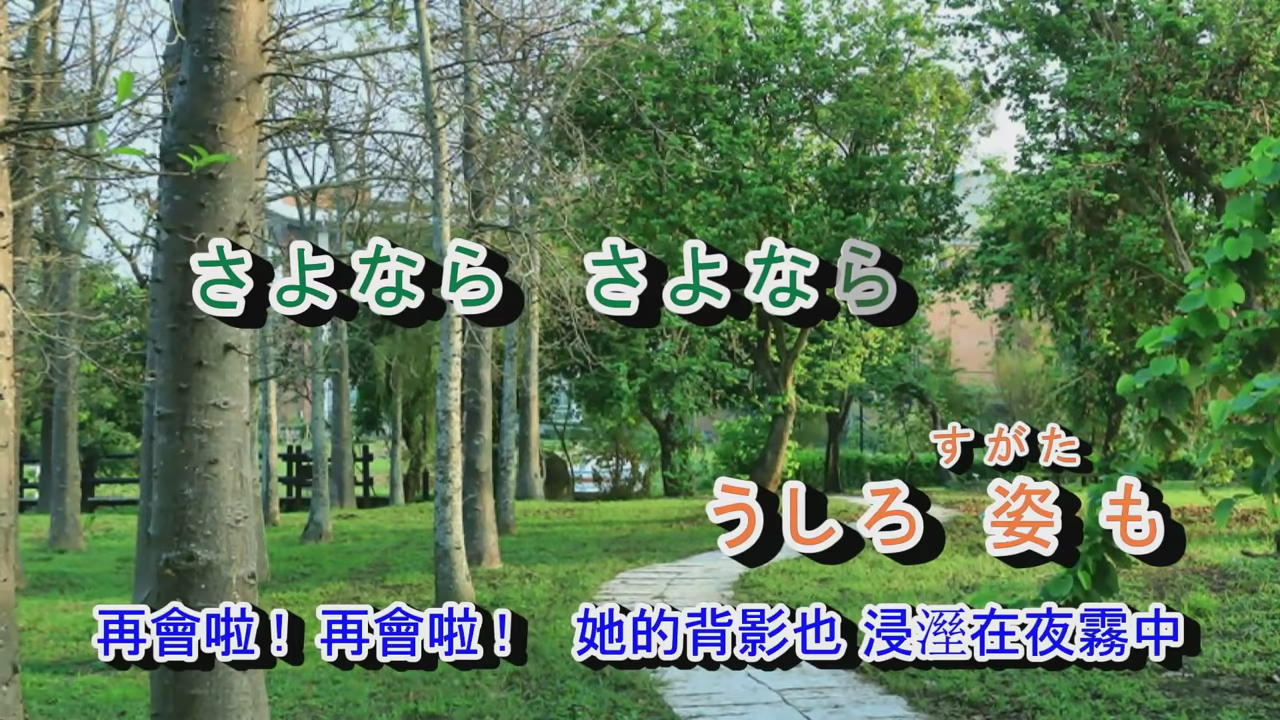 さよなら　さよなら
すがた
うしろ 姿 も
再會啦！ 再會啦！　她的背影也 浸溼在夜霧中